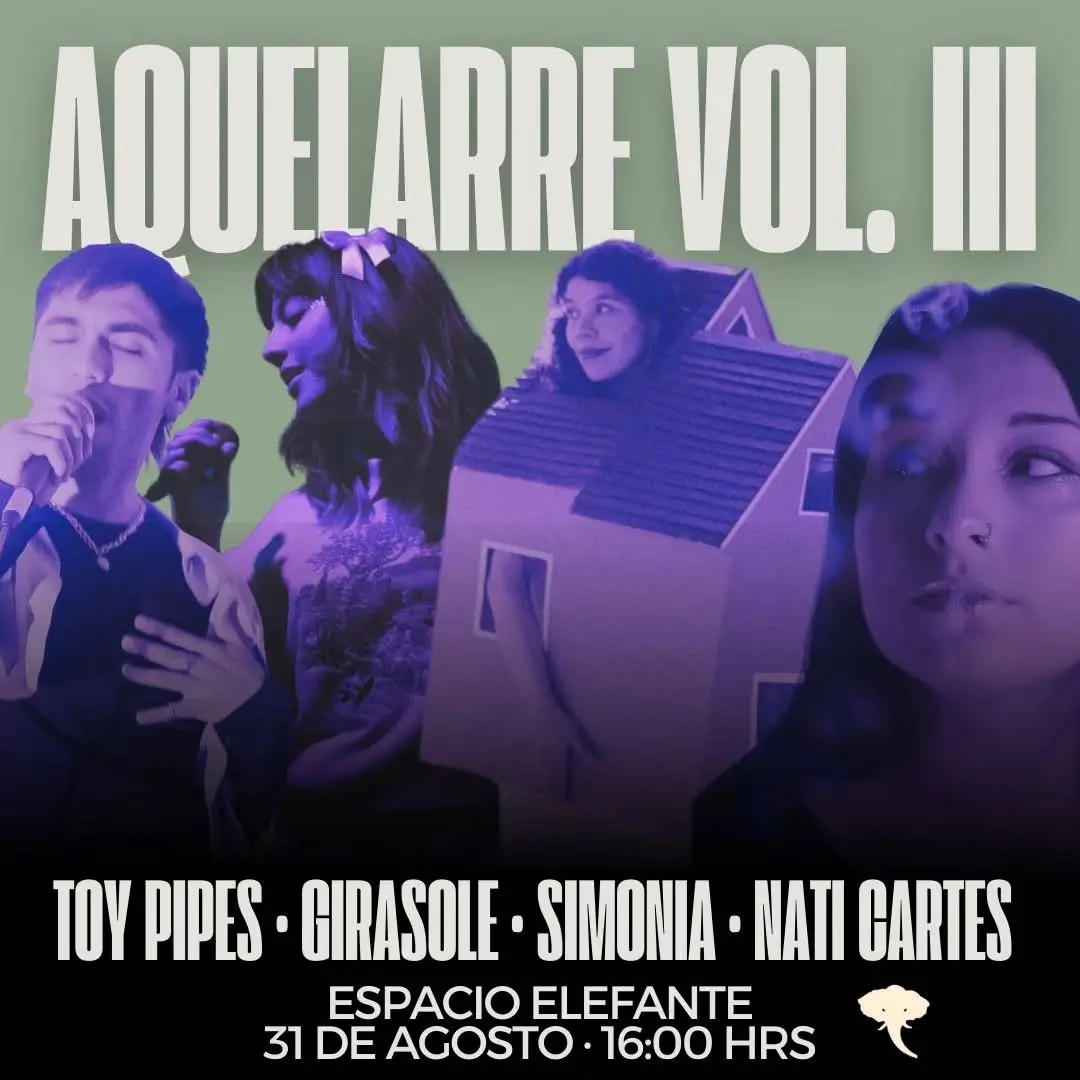 AQUELARRE VOL. III
TOY PIPES · GIRASOLE · SIMONIA · NATI CARTES
ESPACIO ELEFANTE
31 DE AGOSTO · 16:00 HRS